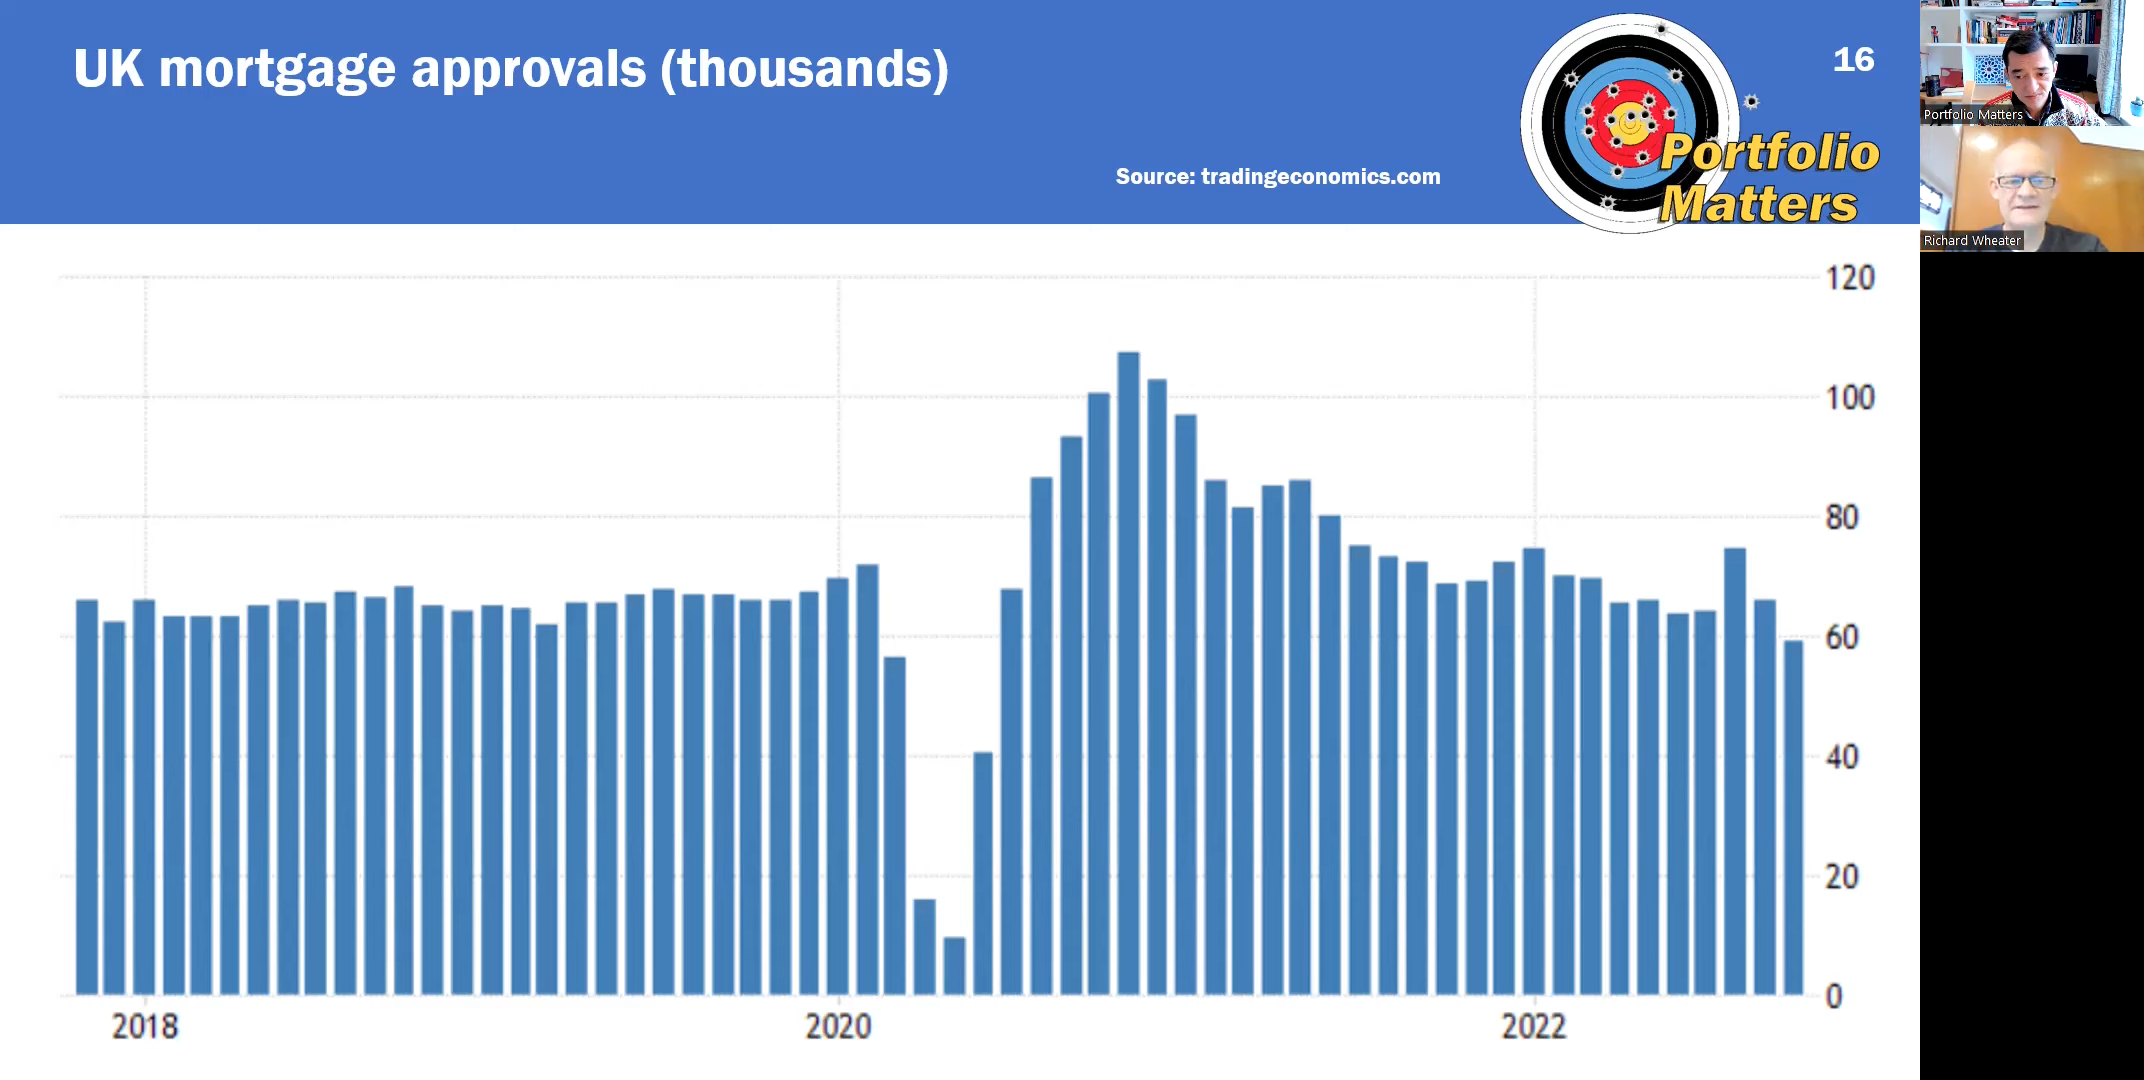 UK mortgage approvals (thousands)
16
Source: tradingeconomics.com
Portfolio
Matters
Portfolio Matters
Richard Wheater
120
100
80
60
40
20
0
2018
2020
2022